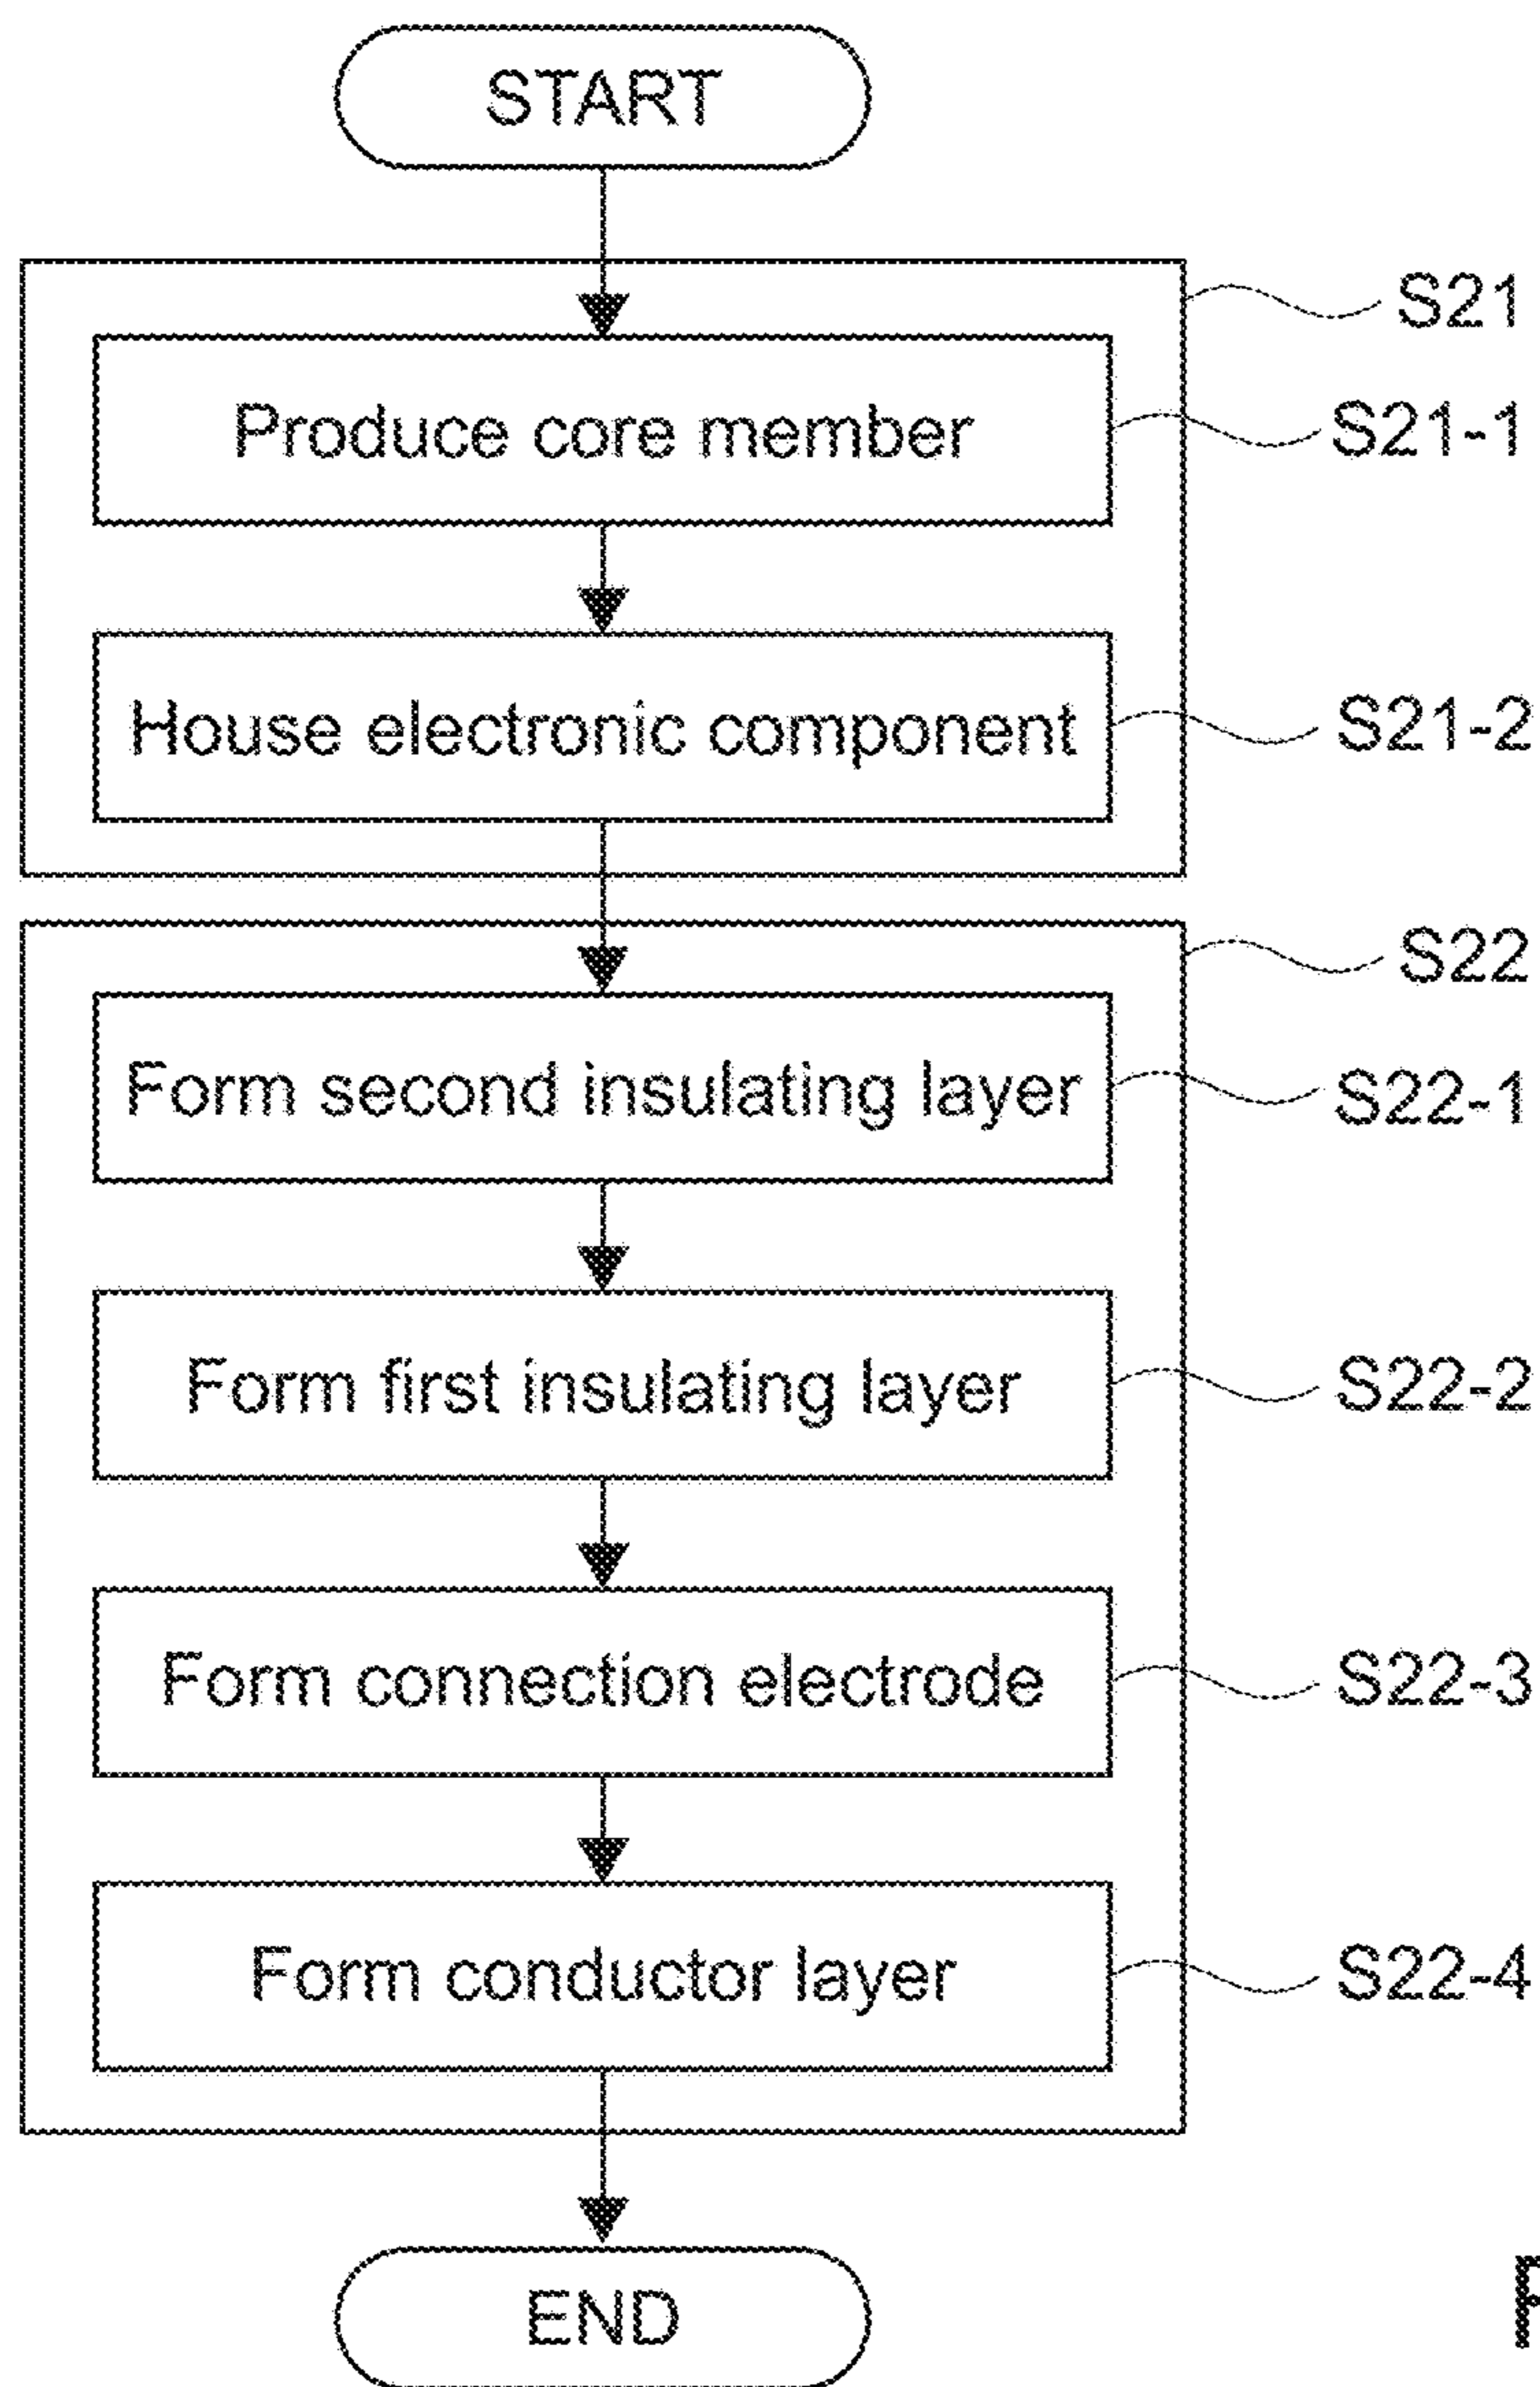 START
S21
Produce core member
S21-1
House electronic component
S21-2
S22
Form second insulating layer
S22-1
Form first insulating layer
S22-2
Form connection electrode
S22-3
Form conductor layer
S22-4
END